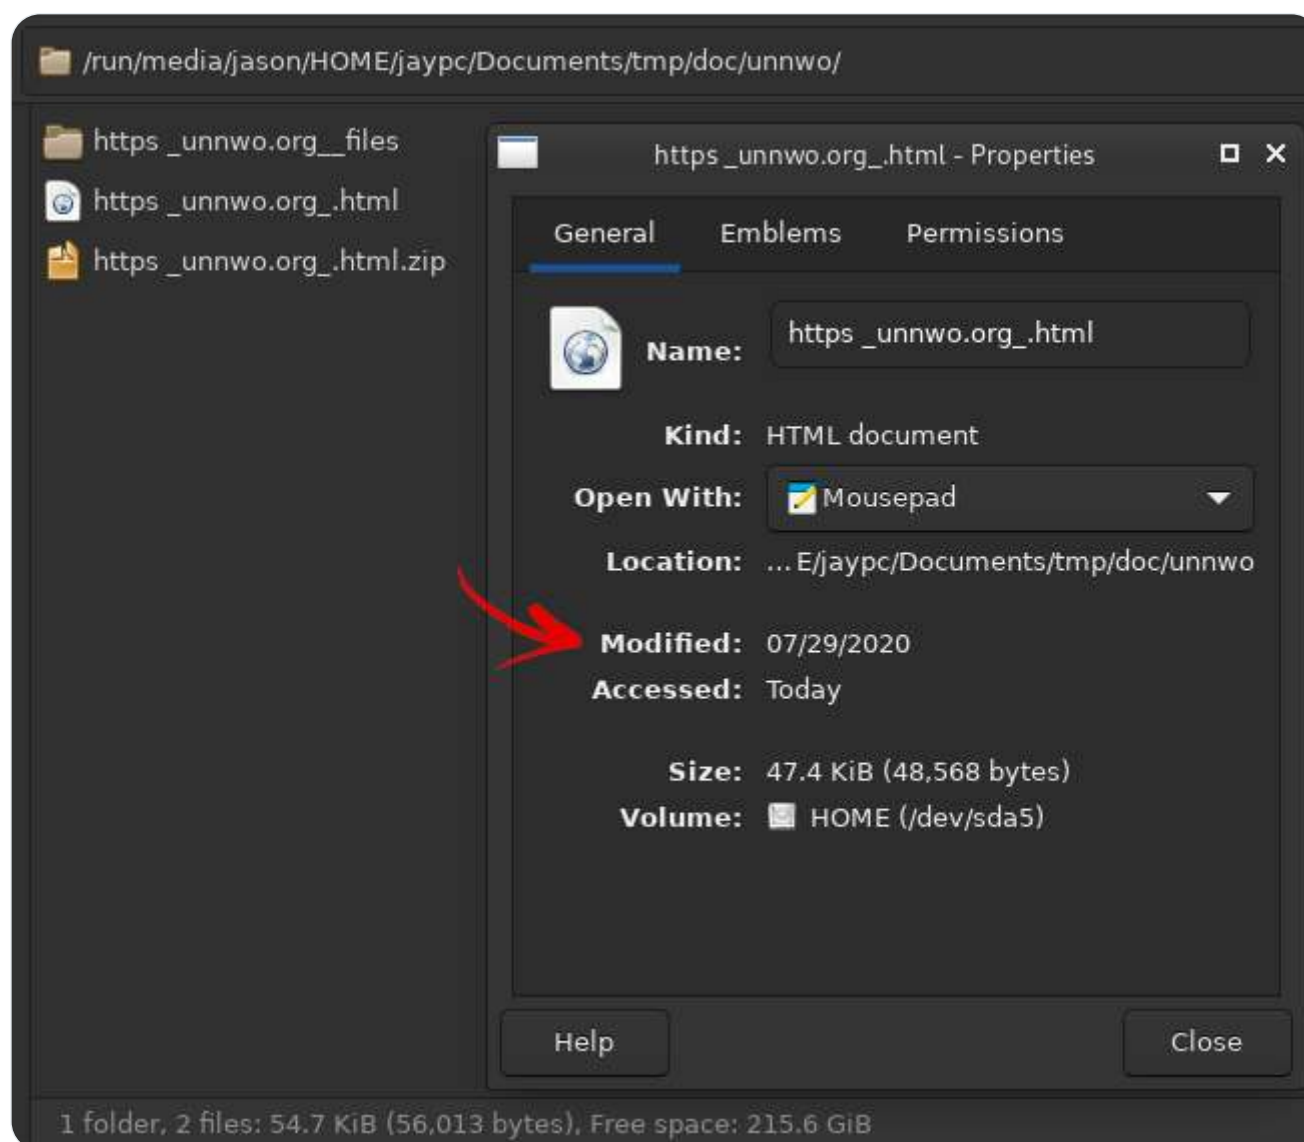 /run/media/jason/HOME/jaypc/Documents/tmp/doc/unnwo/
https _unnwo.org__files
https _unnwo.org_.html
https _unnwo.org_.html.zip
https _unnwo.org_.html - Properties
General Emblems Permissions
Name: https _unnwo.org_.html
Kind: HTML document
Open With: Mousepad
Location: ...E/jaypc/Documents/tmp/doc/unnwo
Modified: 07/29/2020
Accessed: Today
Size: 47.4 KiB (48,568 bytes)
Volume: HOME (/dev/sda5)
Help Close
1 folder, 2 files: 54.7 KiB (56,013 bytes), Free space: 215.6 GiB